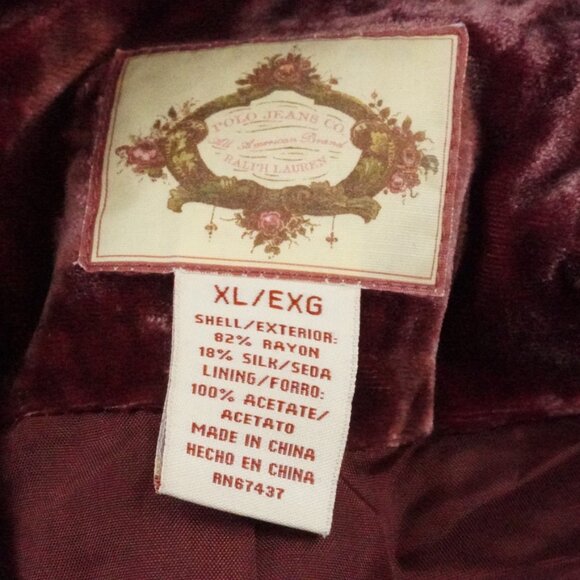 POLO JEANS CO.
All American Brand
RALPH LAUREN
XL/EXG
SHELL/EXTERIOR:
82% RAYON
18% SILK/SEDA
LINING/FORRO:
100% ACETATE/
ACETATO
MADE IN CHINA
HECHO EN CHINA
RN67437